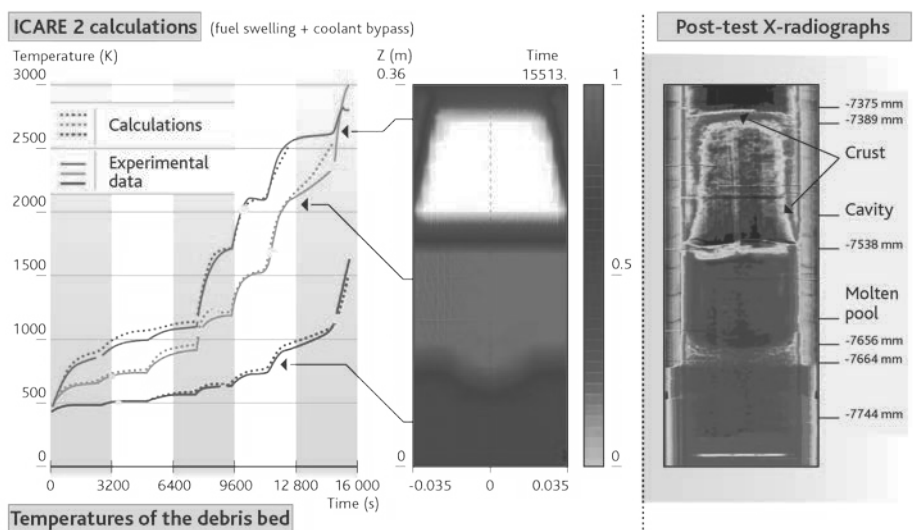 ICARE 2 calculations (fuel swelling + coolant bypass)
Post-test X-radiographs
Temperature (K)
Z (m)
Time
0.36
15513.
3000
2500
2000
1500
1000
500
0
Calculations
Experimental
data
0
3200
6400
9600
12 800
16 000
Time (s)
0
-0.035
0
0.035
1
0.5
0
-7375 mm
-7389 mm
Crust
Cavity
-7538 mm
Molten
pool
-7656 mm
-7664 mm
-7744 mm
Temperatures of the debris bed